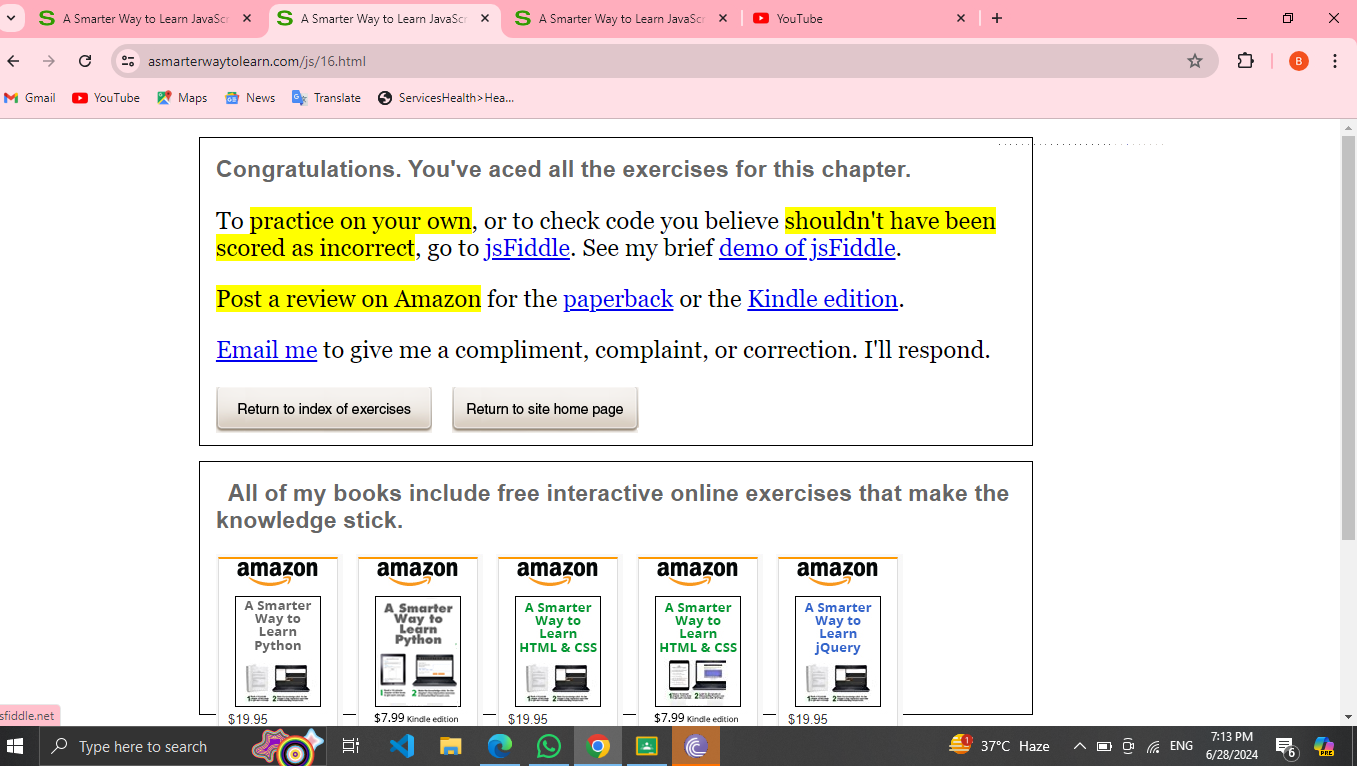 A Smarter Way to Learn JavaScr
A Smarter Way to Learn JavaScr
A Smarter Way to Learn JavaScr
YouTube
asmarterwaytolearn.com/js/16.html
B
Gmail
YouTube
Maps
News
Translate
ServicesHealth>Hea...
Congratulations. You've aced all the exercises for this chapter.
To practice on your own, or to check code you believe shouldn't have been
scored as incorrect, go to jsFiddle. See my brief demo of jsFiddle.
Post a review on Amazon for the paperback or the Kindle edition.
Email me to give me a compliment, complaint, or correction. I'll respond.
Return to index of exercises
Return to site home page
All of my books include free interactive online exercises that make the
knowledge stick.
amazon
A Smarter
Way to
Learn
Python
$19.95
amazon
A Smarter
Way to
Learn
Python
$7.99 Kindle edition
amazon
A Smarter
Way to
Learn
HTML & CSS
$19.95
amazon
A Smarter
Way to
Learn
HTML & CSS
$7.99 Kindle edition
amazon
A Smarter
Way to
Learn
jQuery
$19.95
sfiddle.net
Type here to search
1
37°C Haze
ENG
7:13 PM
6/28/2024
6
PRE